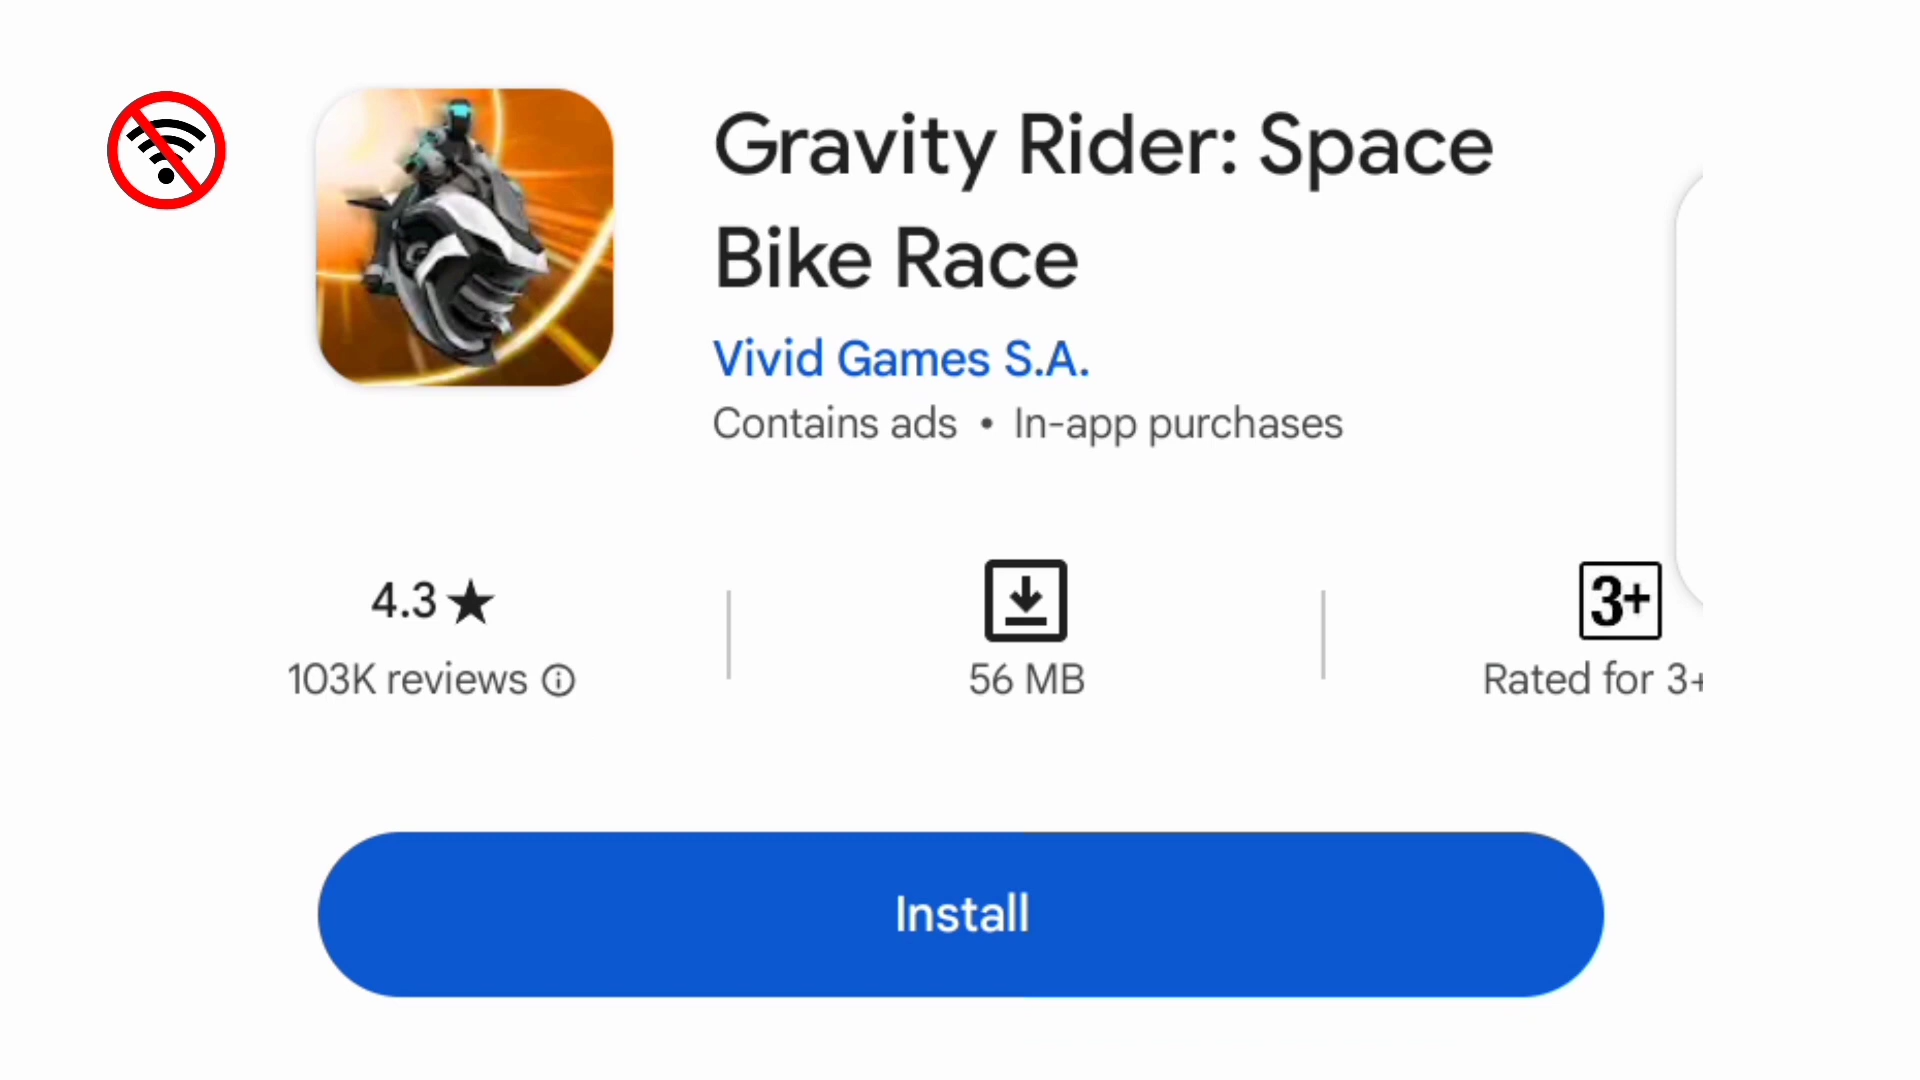 Gravity Rider: Space
Bike Race
Vivid Games S.A.
Contains ads • In-app purchases
4.3★
103K reviews
56 MB
3+
Rated for 3+
Install